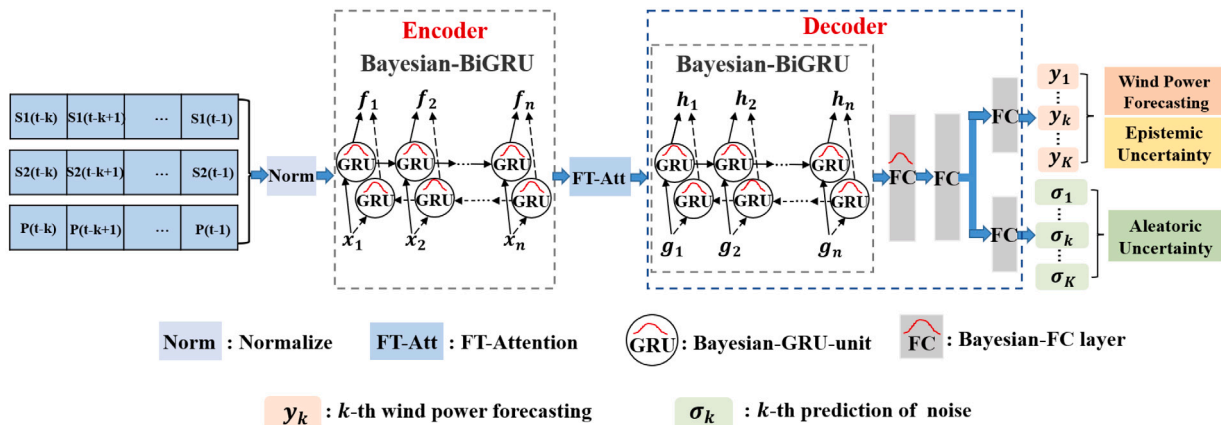 Encoder
Decoder
Bayesian-BiGRU
Bayesian-BiGRU
f1 f2 fn
h1 h2 hn
y1
⋮
yk
⋮
yK
Wind Power
Forecasting
Epistemic
Uncertainty
S1(t-k) S1(t-k+1) ... S1(t-1)
S2(t-k) S2(t-k+1) ... S2(t-1)
P(t-k) P(t-k+1) ... P(t-1)
Norm
GRU GRU GRU
GRU GRU GRU
x1 x2 xn
FT-Att
GRU GRU GRU
GRU GRU GRU
g1 g2 gn
FC FC
FC
FC
σ1
⋮
σk
⋮
σK
Aleatoric
Uncertainty
Norm : Normalize
FT-Att : FT-Attention
GRU : Bayesian-GRU-unit
FC : Bayesian-FC layer
yk : k-th wind power forecasting
σk : k-th prediction of noise